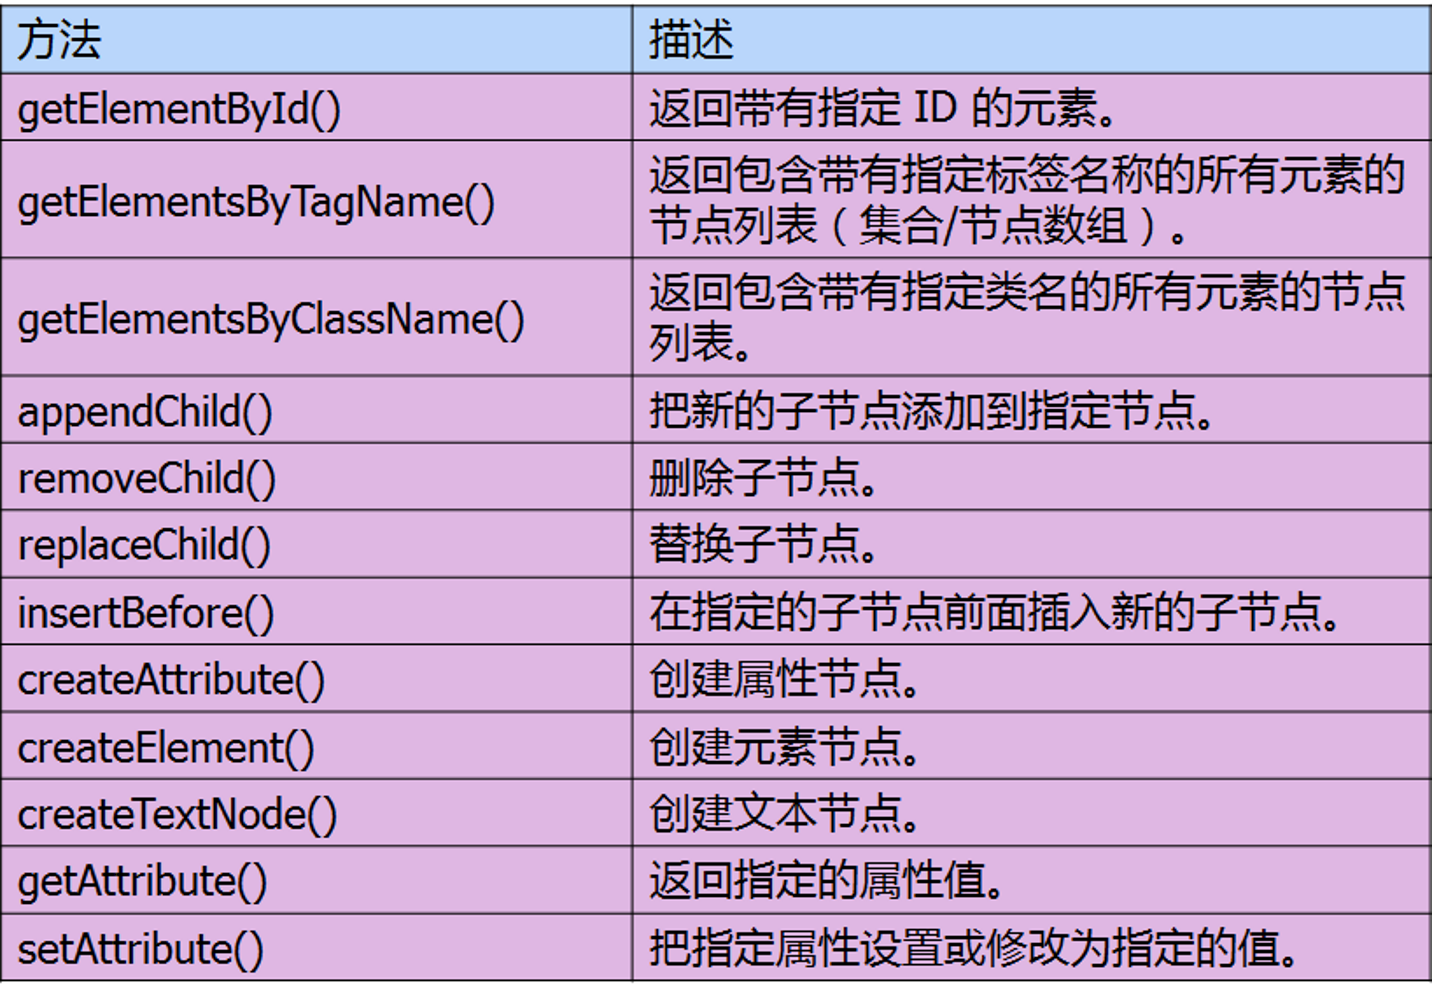 方法
描述
getElementById()
返回带有指定 ID 的元素。
getElementsByTagName()
返回包含带有指定标签名称的所有元素的
节点列表（集合/节点数组）。
getElementsByClassName()
返回包含带有指定类名的所有元素的节点
列表。
appendChild()
把新的子节点添加到指定节点。
removeChild()
删除子节点。
replaceChild()
替换子节点。
insertBefore()
在指定的子节点前面插入新的子节点。
createAttribute()
创建属性节点。
createElement()
创建元素节点。
createTextNode()
创建文本节点。
getAttribute()
返回指定的属性值。
setAttribute()
把指定属性设置或修改为指定的值。